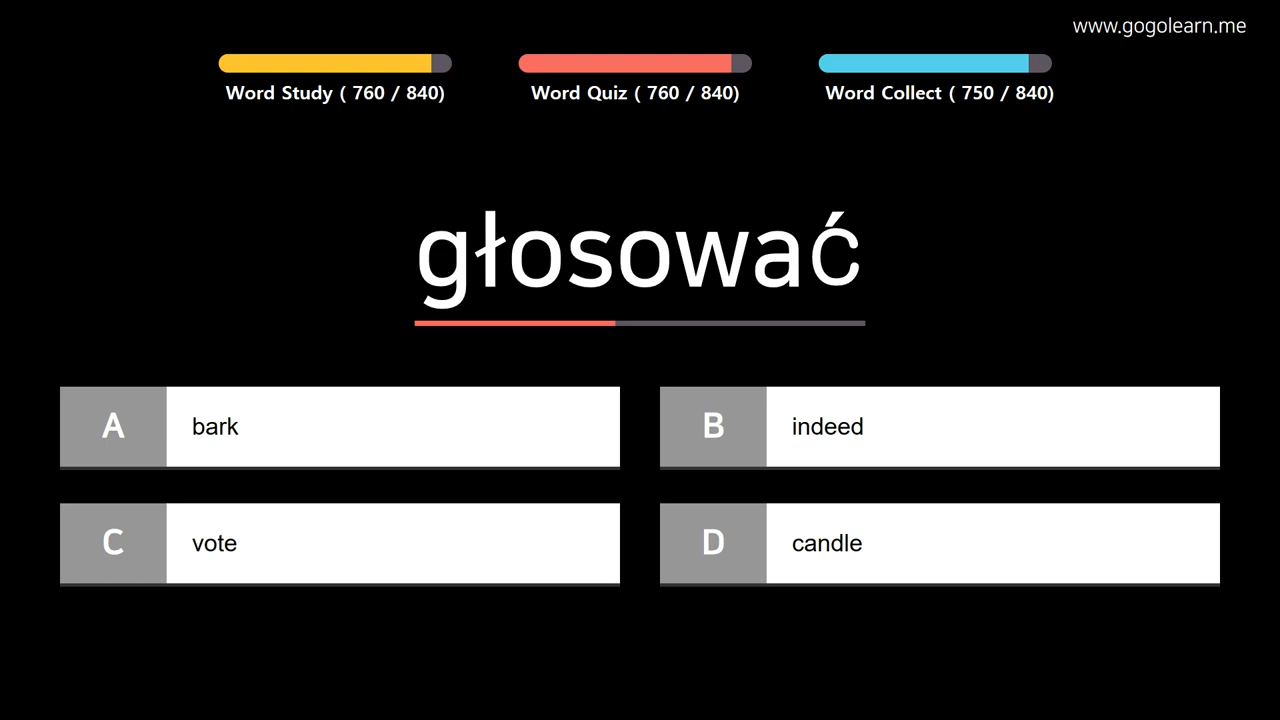 www.gogolearn.me
Word Study ( 760 / 840)
Word Quiz ( 760 / 840)
Word Collect ( 750 / 840)
głosować
A bark
B indeed
C vote
D candle